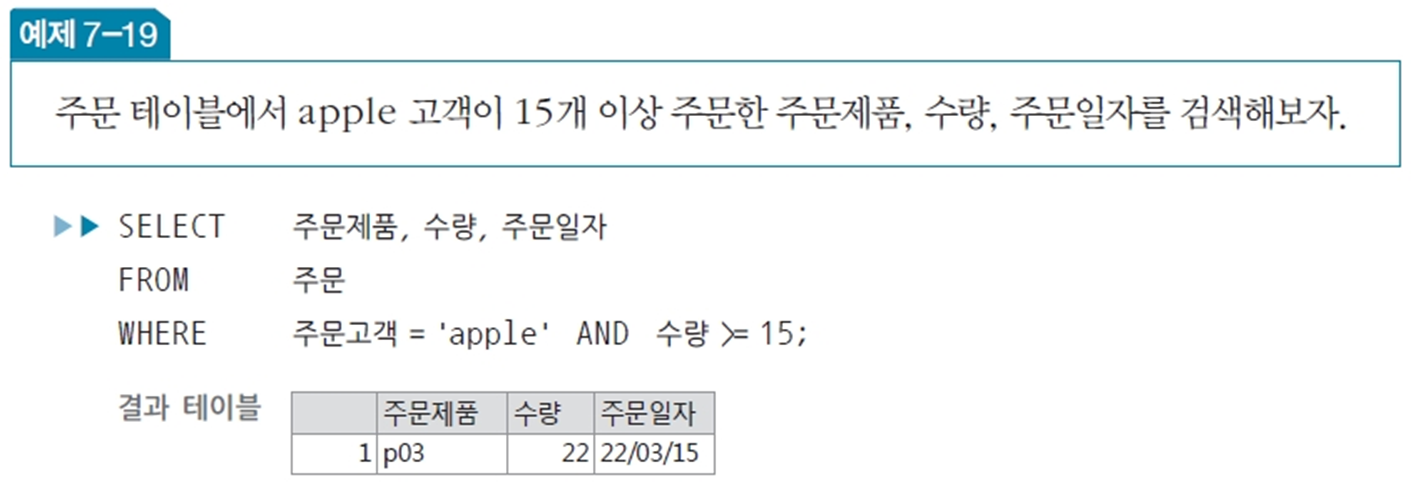 예제 7-19
주문 테이블에서 apple 고객이 15개 이상 주문한 주문제품, 수량, 주문일자를 검색해보자.
▶▶ SELECT 주문제품, 수량, 주문일자
FROM 주문
WHERE 주문고객 = 'apple' AND 수량 >= 15;
결과 테이블
주문제품 수량 주문일자
1 p03 22 22/03/15